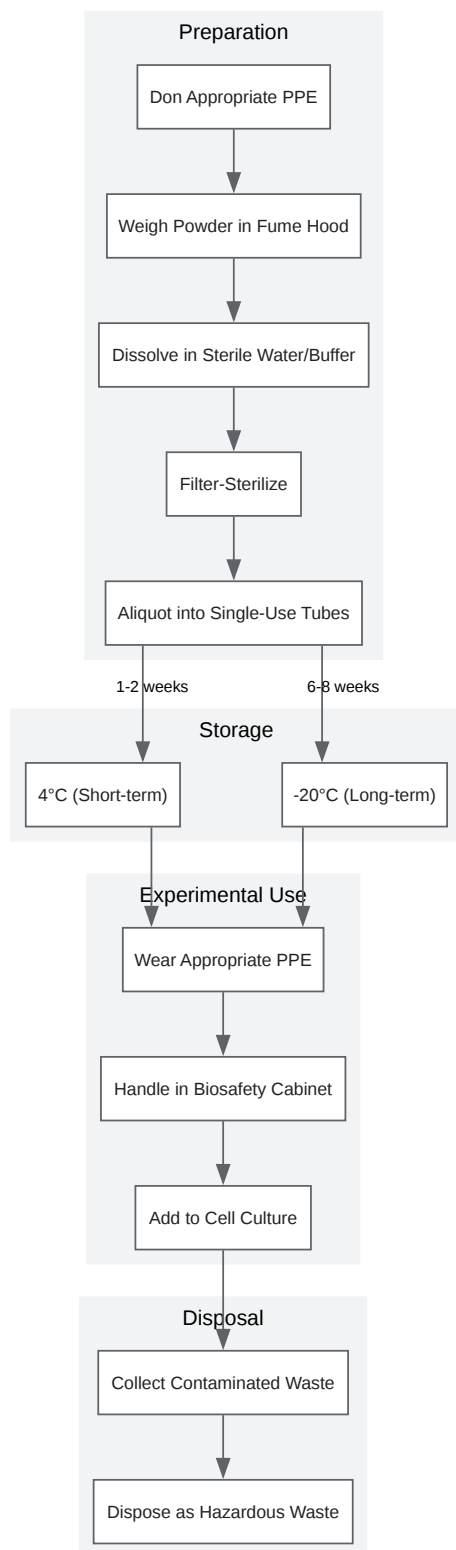 Preparation
Don Appropriate PPE
Weigh Powder in Fume Hood
Dissolve in Sterile Water/Buffer
Filter-Sterilize
Aliquot into Single-Use Tubes
1-2 weeks
6-8 weeks
Storage
4°C (Short-term)
-20°C (Long-term)
Experimental Use
Wear Appropriate PPE
Handle in Biosafety Cabinet
Add to Cell Culture
Disposal
Collect Contaminated Waste
Dispose as Hazardous Waste